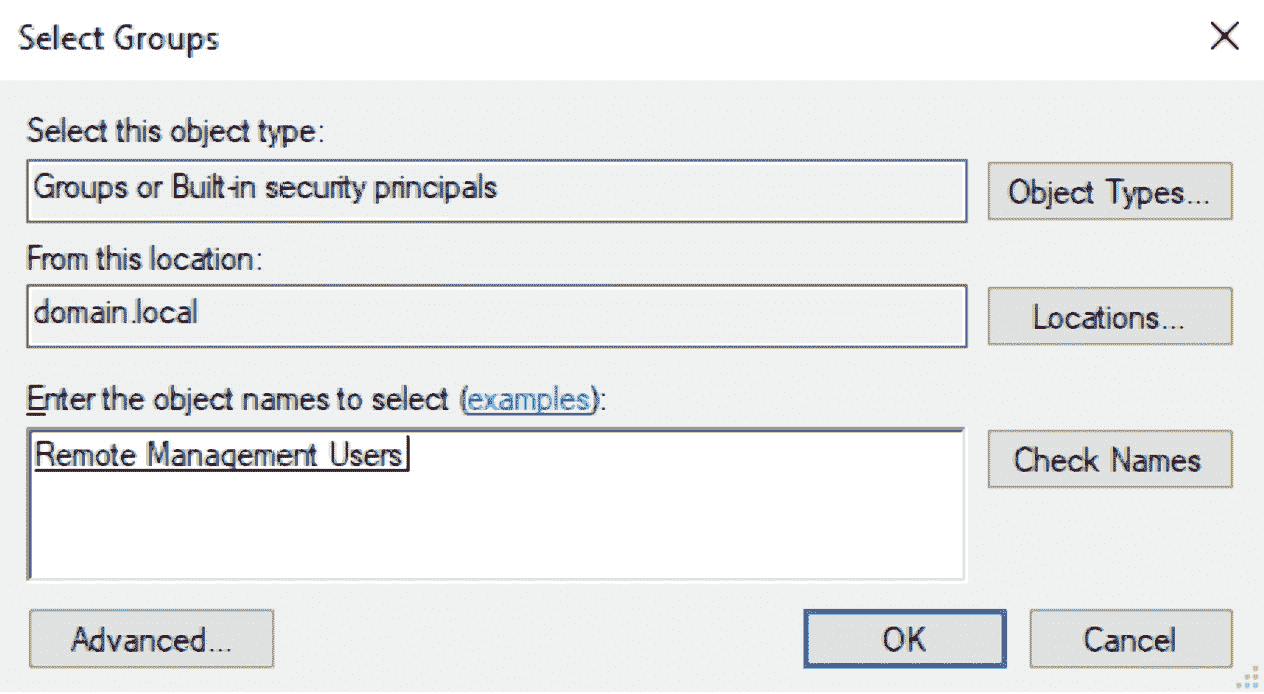 Select Groups
Select this object type:
Groups or Built-in security principals
Object Types...
From this location:
domain.local
Locations...
Enter the object names to select (examples):
Remote Management Users
Check Names
Advanced...
OK
Cancel